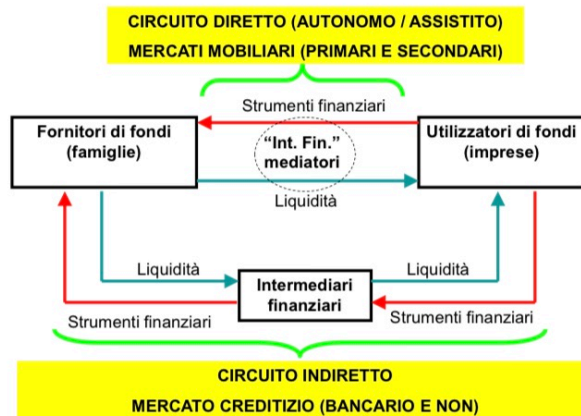 CIRCUITO DIRETTO (AUTONOMO / ASSISTITO)
MERCATI MOBILIARI (PRIMARI E SECONDARI)
Strumenti finanziari
Fornitori di fondi
(famiglie)
“Int. Fin.”
mediatori
Utilizzatori di fondi
(imprese)
Liquidità
Liquidità
Liquidità
Intermediari
finanziari
Strumenti finanziari
Strumenti finanziari
CIRCUITO INDIRETTO
MERCATO CREDITIZIO (BANCARIO E NON)